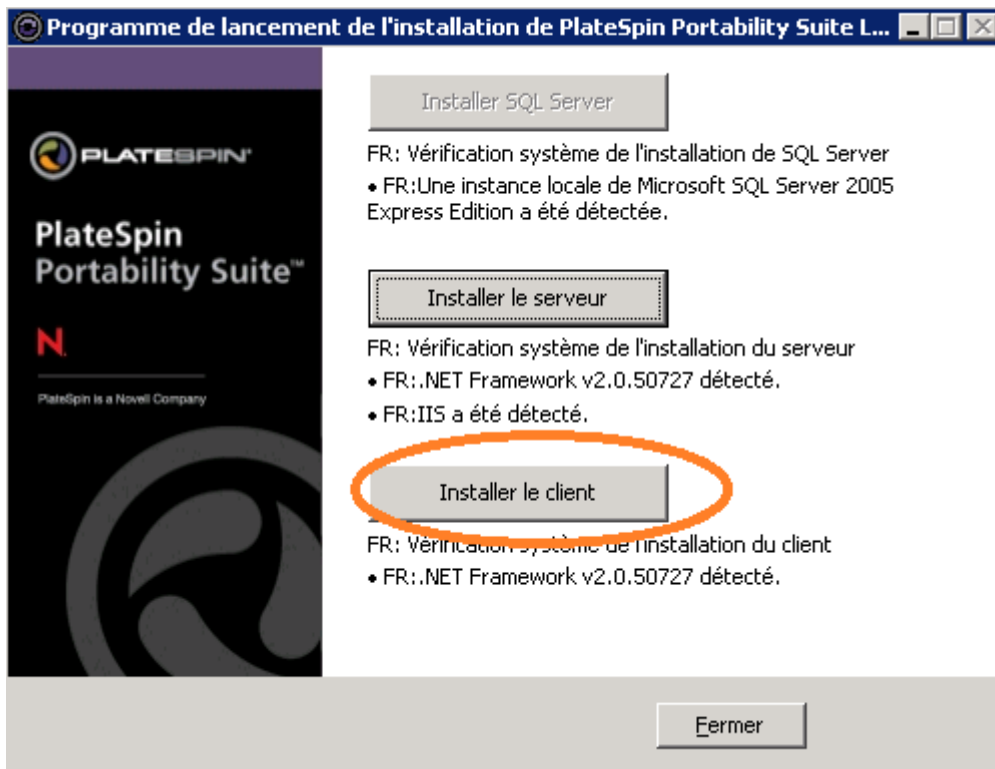 Programme de lancement de l'installation de PlateSpin Portability Suite L...
PLATESPIN
PlateSpin
Portability Suite™
N.
PlateSpin is a Novell Company
Installer SQL Server
FR: Vérification système de l'installation de SQL Server
• FR:Une instance locale de Microsoft SQL Server 2005
Express Edition a été détectée.
Installer le serveur
FR: Vérification système de l'installation du serveur
• FR:.NET Framework v2.0.50727 détecté.
• FR:IIS a été détecté.
Installer le client
FR: Vérification système de l'installation du client
• FR:.NET Framework v2.0.50727 détecté.
Fermer